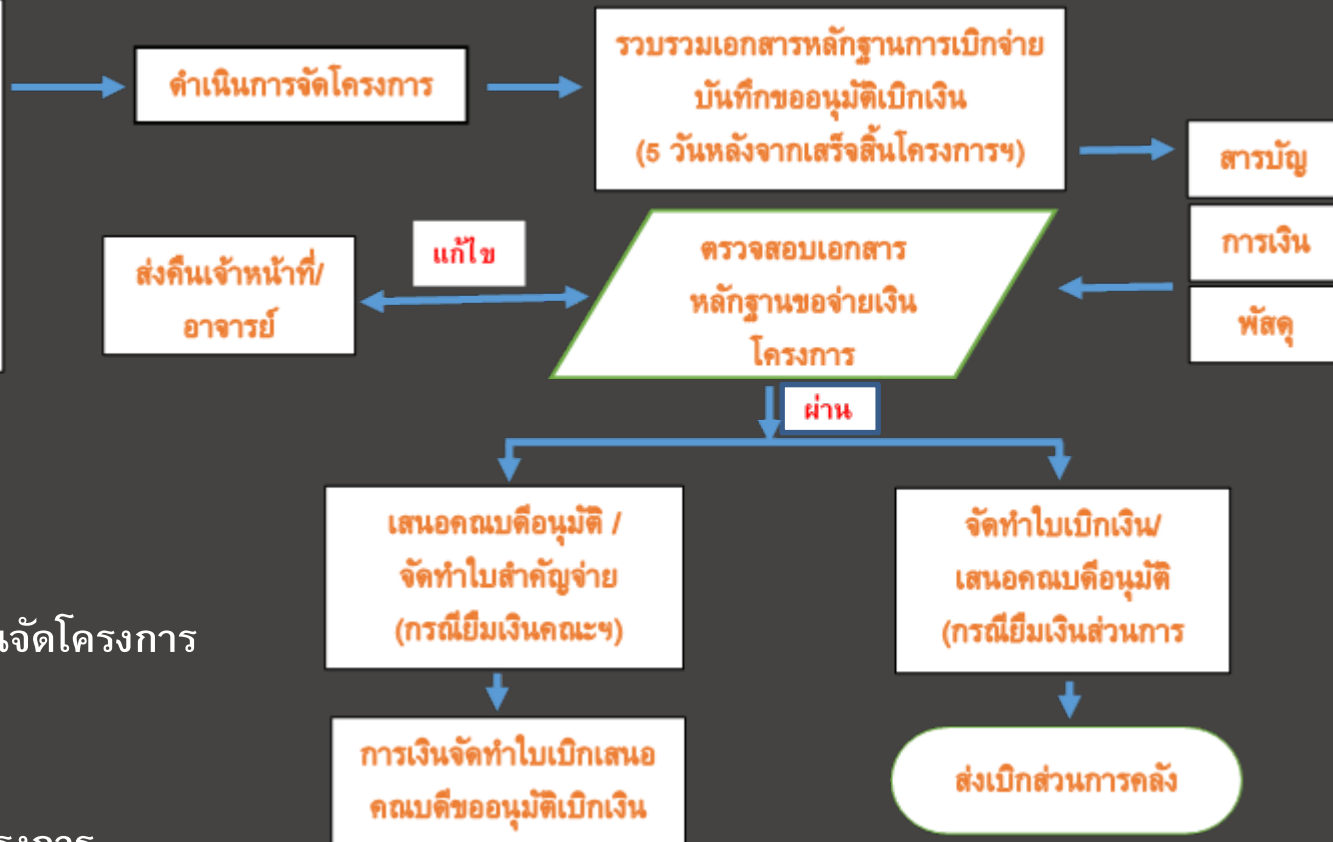 ดำเนินการจัดโครงการ
รวบรวมเอกสารหลักฐานการเบิกจ่าย
บันทึกขออนุมัติเบิกเงิน
(5 วันหลังจากเสร็จสิ้นโครงการฯ)
สารบัญ
การเงิน
พัสดุ
ส่งคืนเจ้าหน้าที่/
อาจารย์
แก้ไข
ตรวจสอบเอกสาร
หลักฐานขอจ่ายเงิน
โครงการ
ผ่าน
เสนอคณบดีอนุมัติ /
จัดทำใบสำคัญจ่าย
(กรณียืมเงินคณะฯ)
จัดทำใบเบิกเงิน/
เสนอคณบดีอนุมัติ
(กรณียืมเงินส่วนการ
จัดโครงการ
การเงินจัดทำใบเบิกเสนอ
คณบดีขออนุมัติเบิกเงิน
ส่งเบิกส่วนการคลัง